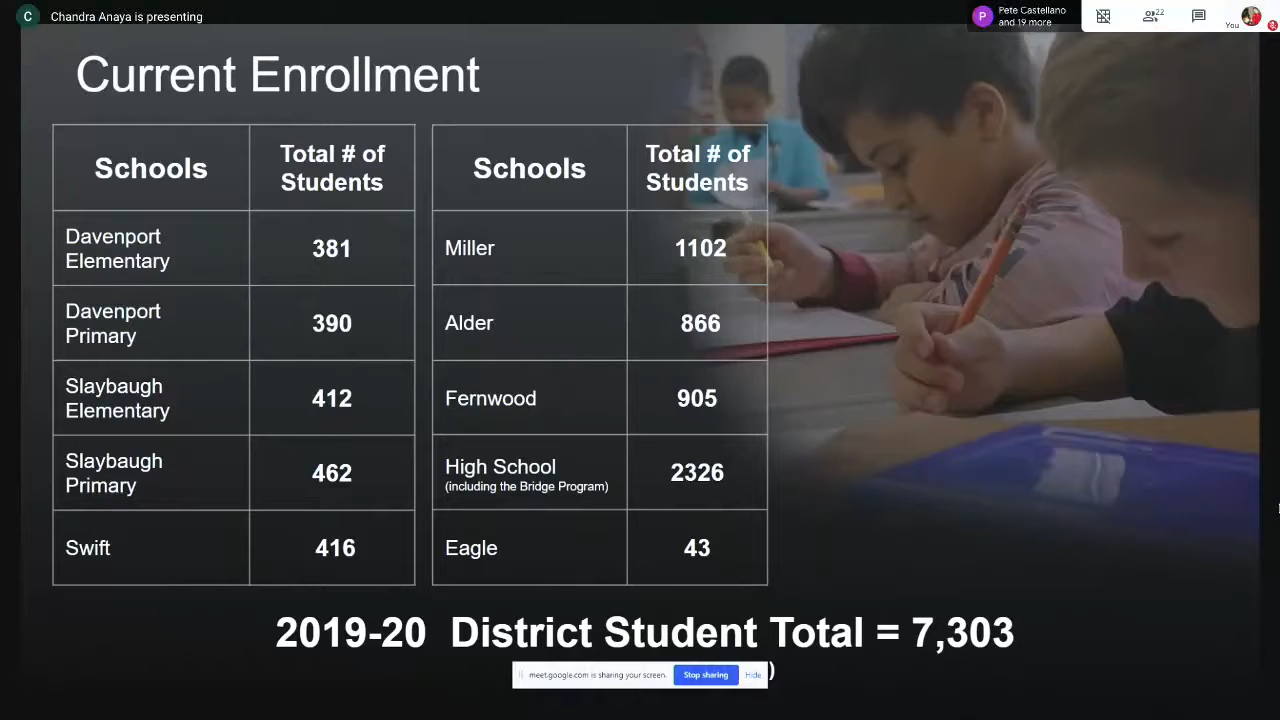 C Chandra Anaya is presenting
P Pete Castellano
and 19 more
22
You
Current Enrollment
Schools
Total # of
Students
Davenport
Elementary
381
Davenport
Primary
390
Slaybaugh
Elementary
412
Slaybaugh
Primary
462
Swift
416
Schools
Total # of
Students
Miller
1102
Alder
866
Fernwood
905
High School
(including the Bridge Program)
2326
Eagle
43
2019-20 District Student Total = 7,303
)
meet.google.com is sharing your screen. Stop sharing Hide